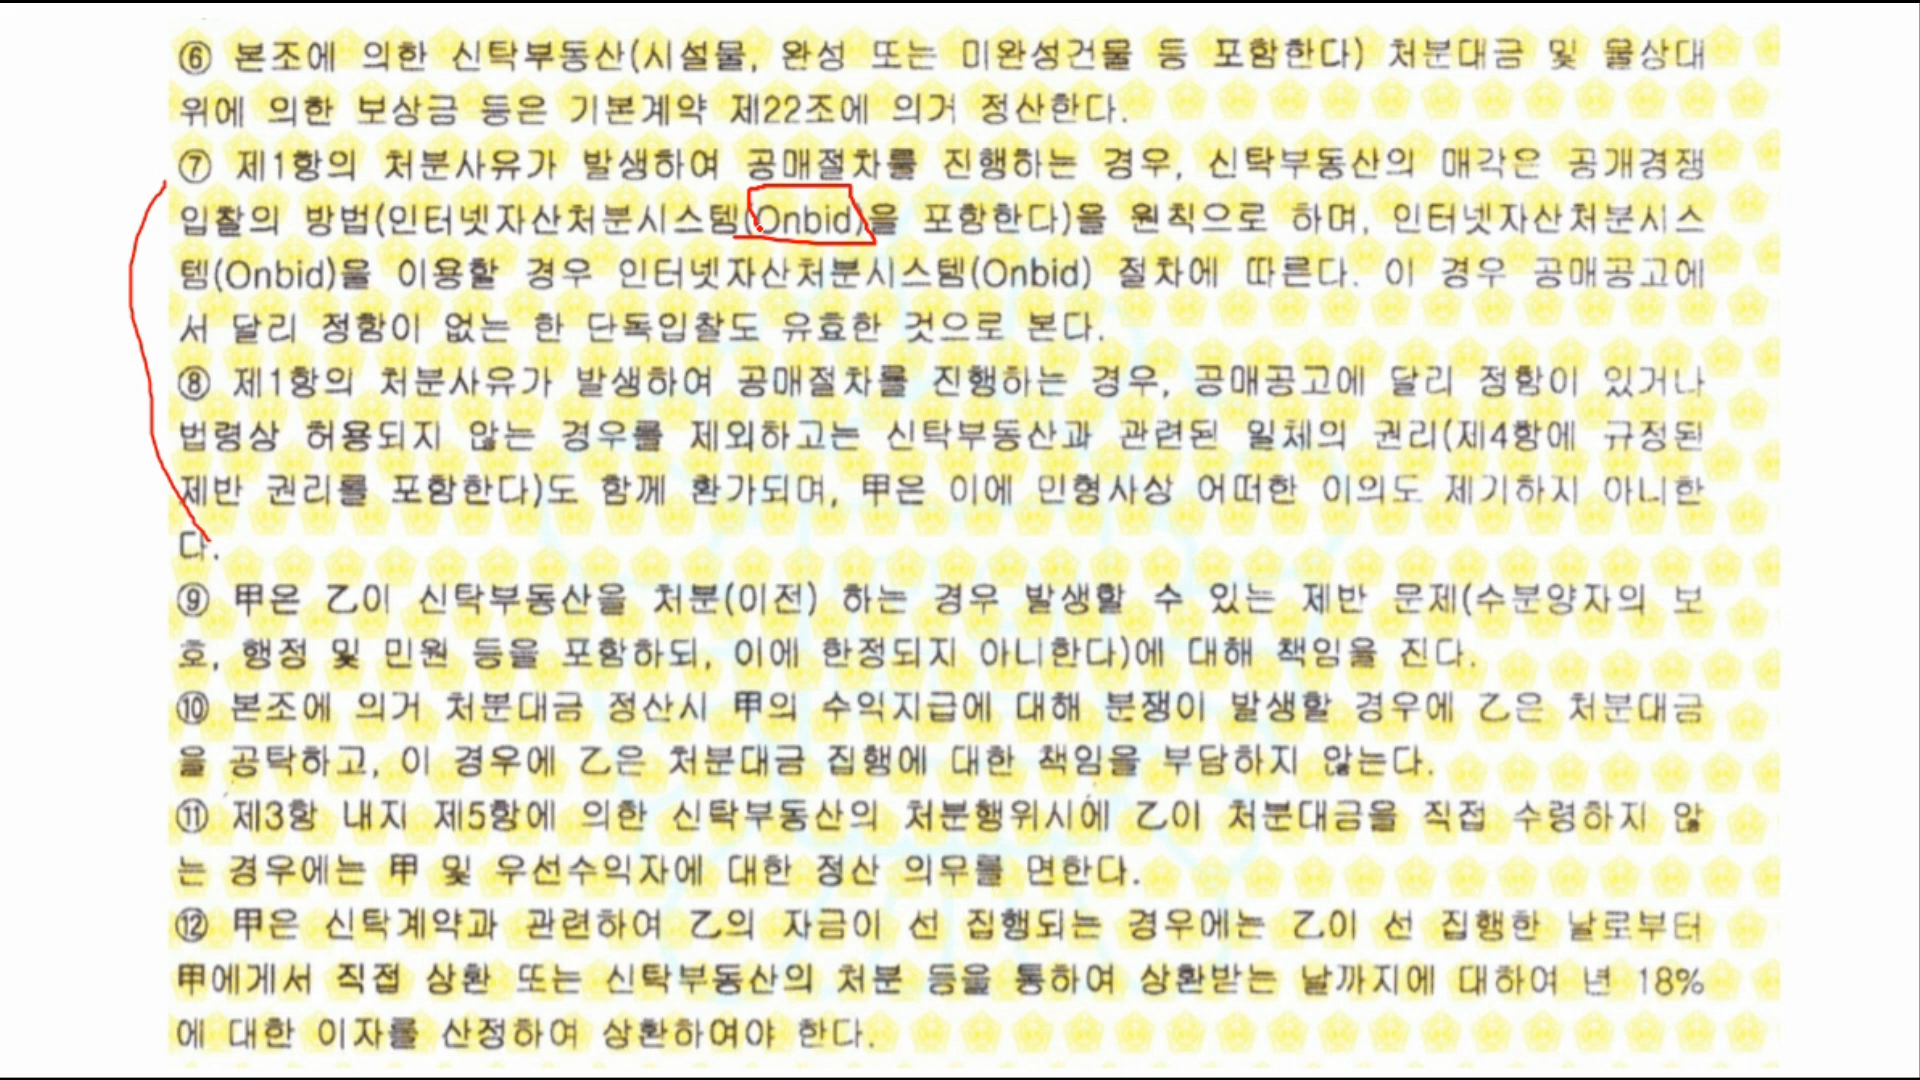 ⑥ 본조에 의한 신탁부동산(시설물, 완성 또는 미완성건물 등 포함한다) 처분대금 및 물상대
위에 의한 보상금 등은 기본계약 제22조에 의거 정산한다.
⑦ 제1항의 처분사유가 발생하여 공매절차를 진행하는 경우, 신탁부동산의 매각은 공개경쟁
입찰의 방법(인터넷자산처분시스템(Onbid)을 포함한다)을 원칙으로 하며, 인터넷자산처분시스
템(Onbid)을 이용할 경우 인터넷자산처분시스템(Onbid) 절차에 따른다. 이 경우 공매공고에
서 달리 정함이 없는 한 단독입찰도 유효한 것으로 본다.
⑧ 제1항의 처분사유가 발생하여 공매절차를 진행하는 경우, 공매공고에 달리 정함이 있거나
법령상 허용되지 않는 경우를 제외하고는 신탁부동산과 관련된 일체의 권리(제4항에 규정된
제반 권리를 포함한다)도 함께 환가되며, 甲은 이에 민형사상 어떠한 이의도 제기하지 아니한
다.
⑨ 甲은 乙이 신탁부동산을 처분(이전) 하는 경우 발생할 수 있는 제반 문제(수분양자의 보
호, 행정 및 민원 등을 포함하되, 이에 한정되지 아니한다)에 대해 책임을 진다.
⑩ 본조에 의거 처분대금 정산시 甲의 수익지급에 대해 분쟁이 발생할 경우에 乙은 처분대금
을 공탁하고, 이 경우에 乙은 처분대금 집행에 대한 책임을 부담하지 않는다.
⑪ 제3항 내지 제5항에 의한 신탁부동산의 처분행위시에 乙이 처분대금을 직접 수령하지 않
는 경우에는 甲 및 우선수익자에 대한 정산 의무를 면한다.
⑫ 甲은 신탁계약과 관련하여 乙의 자금이 선 집행되는 경우에는 乙이 선 집행한 날로부터
甲에게서 직접 상환 또는 신탁부동산의 처분 등을 통하여 상환받는 날까지에 대하여 년 18%
에 대한 이자를 산정하여 상환하여야 한다.